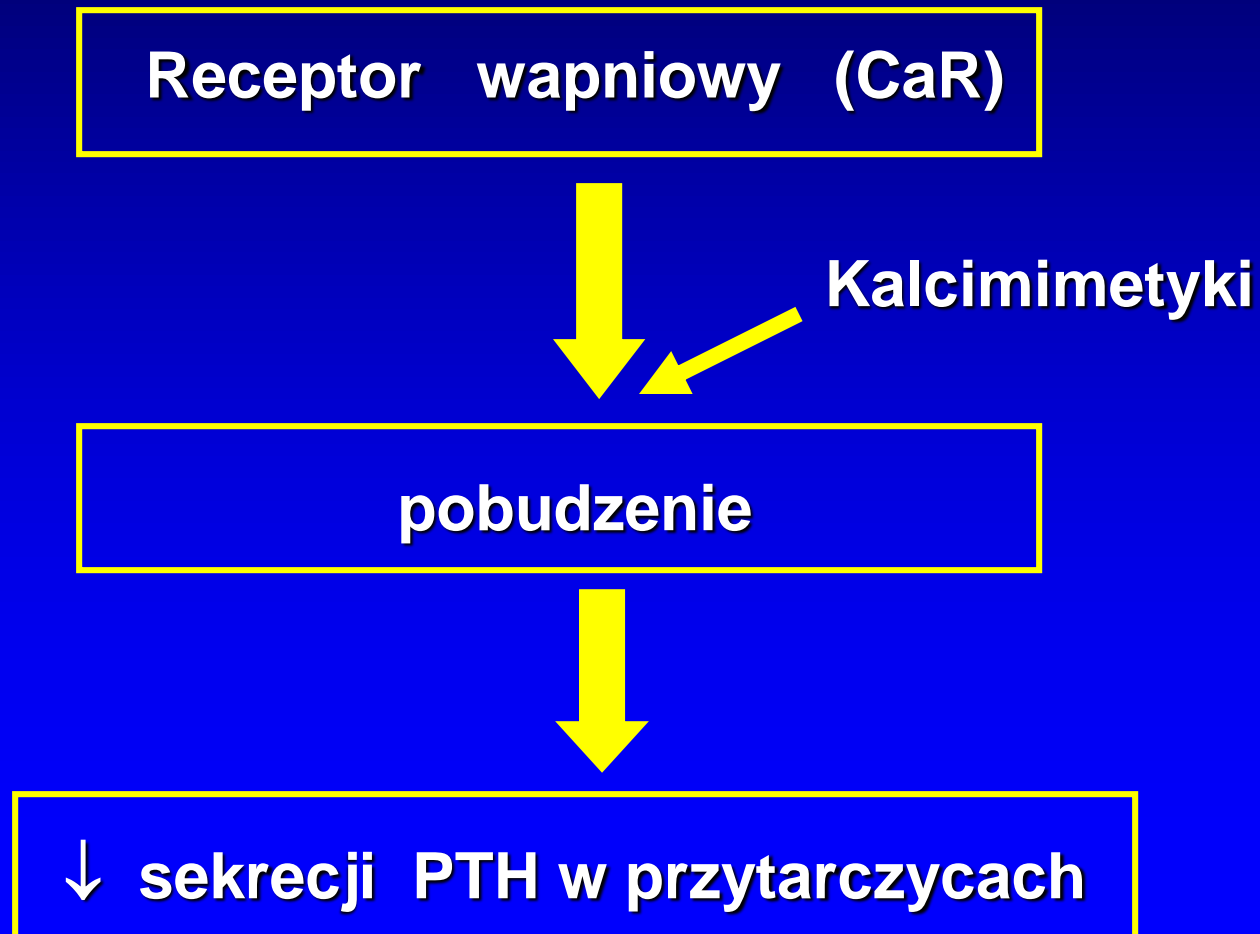 Receptor wapniowy (CaR)
Kalcimimetyki
pobudzenie
↓ sekrecji PTH w przytarczycach